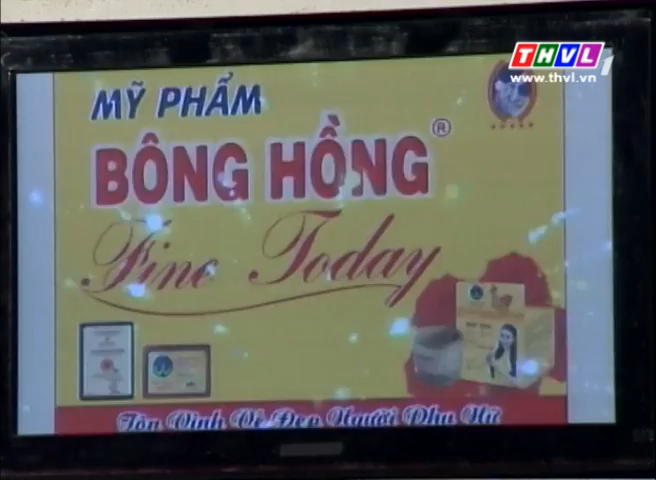 THVL1
www.thvl.vn
MỸ PHẨM
BÔNG HỒNG®
Fine Today
Tôn Vinh Vẻ Đẹp Người Phụ Nữ